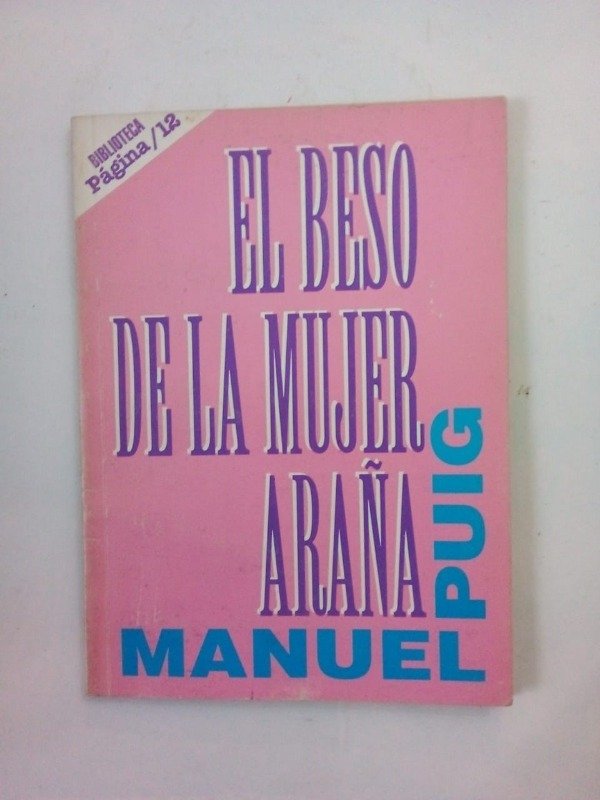 BIBLIOTECA
Página/12
EL BESO
DE LA MUJER
ARAÑA
MANUEL
PUIG